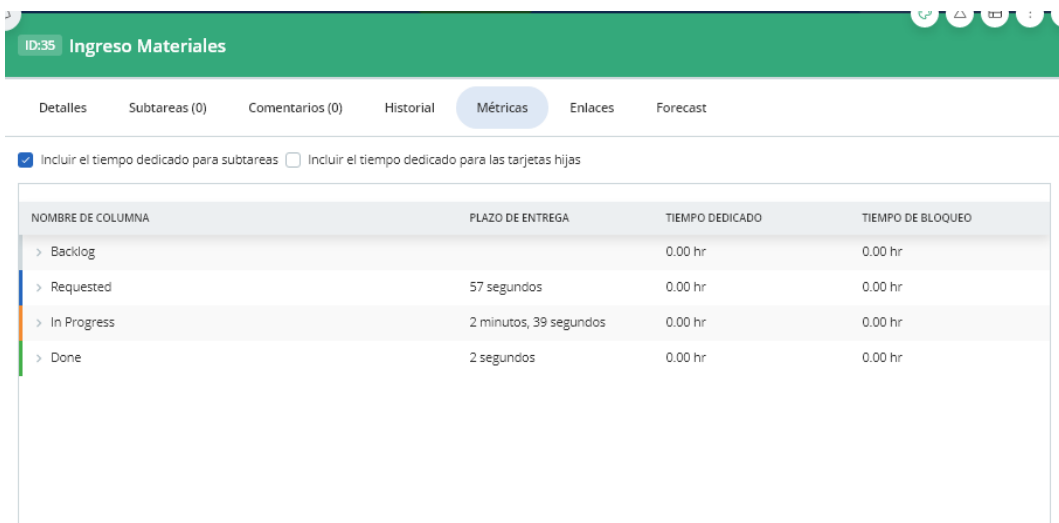 ID:35 Ingreso Materiales
Detalles Subtareas (0) Comentarios (0) Historial Métricas Enlaces Forecast
Incluir el tiempo dedicado para subtareas Incluir el tiempo dedicado para las tarjetas hijas
NOMBRE DE COLUMNA PLAZO DE ENTREGA TIEMPO DEDICADO TIEMPO DE BLOQUEO
Backlog 0.00 hr 0.00 hr
Requested 57 segundos 0.00 hr 0.00 hr
In Progress 2 minutos, 39 segundos 0.00 hr 0.00 hr
Done 2 segundos 0.00 hr 0.00 hr